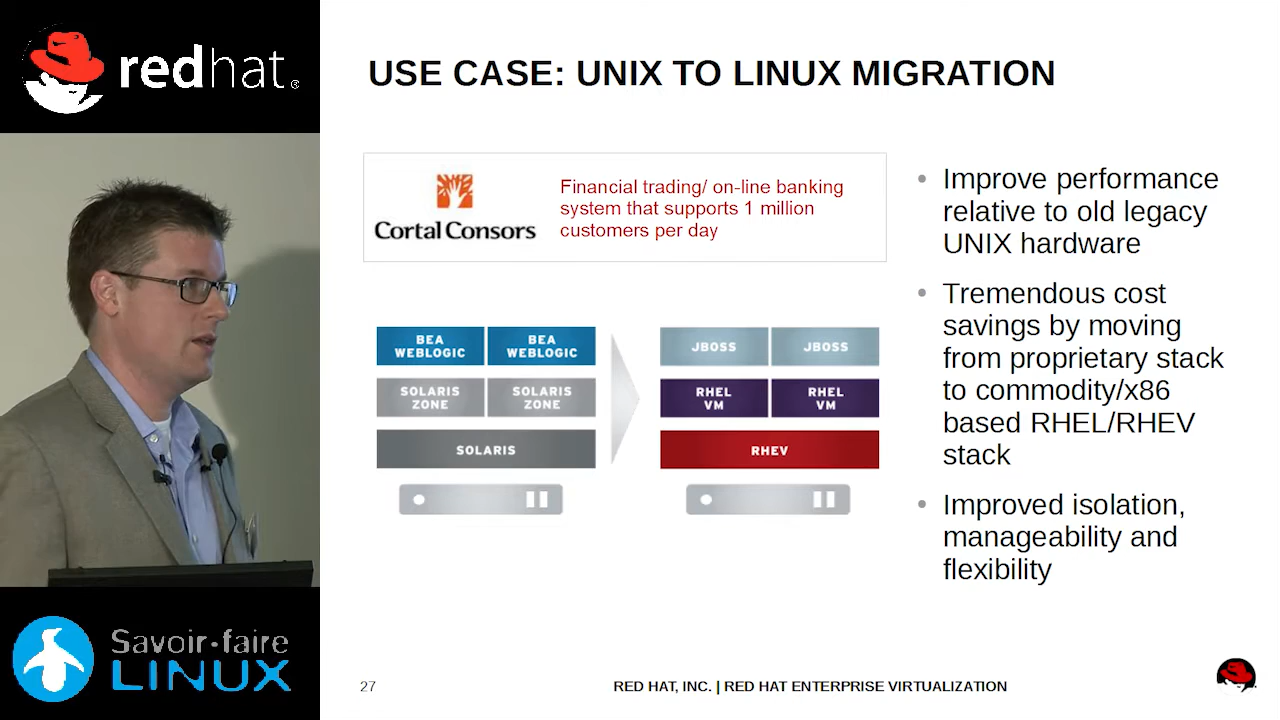 redhat®
USE CASE: UNIX TO LINUX MIGRATION
Cortal Consors
Financial trading/ on-line banking
system that supports 1 million
customers per day
BEA
WEBLOGIC
BEA
WEBLOGIC
SOLARIS
ZONE
SOLARIS
ZONE
SOLARIS
JBOSS
JBOSS
RHEL
VM
RHEL
VM
RHEV
• Improve performance
relative to old legacy
UNIX hardware
• Tremendous cost
savings by moving
from proprietary stack
to commodity/x86
based RHEL/RHEV
stack
• Improved isolation,
manageability and
flexibility
Savoir-faire
LINUX
27
RED HAT, INC. | RED HAT ENTERPRISE VIRTUALIZATION